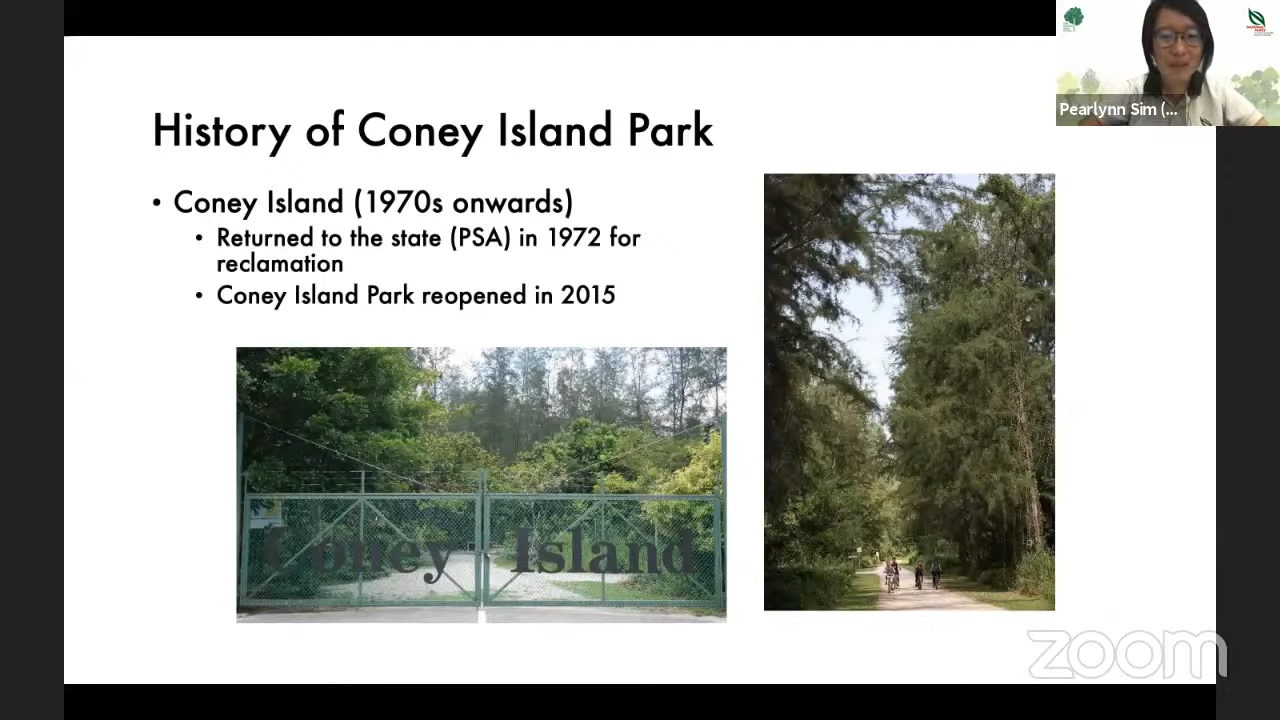 History of Coney Island Park
• Coney Island (1970s onwards)
• Returned to the state (PSA) in 1972 for
reclamation
• Coney Island Park reopened in 2015
Coney Island
Pearlynn Sim (...
zoom